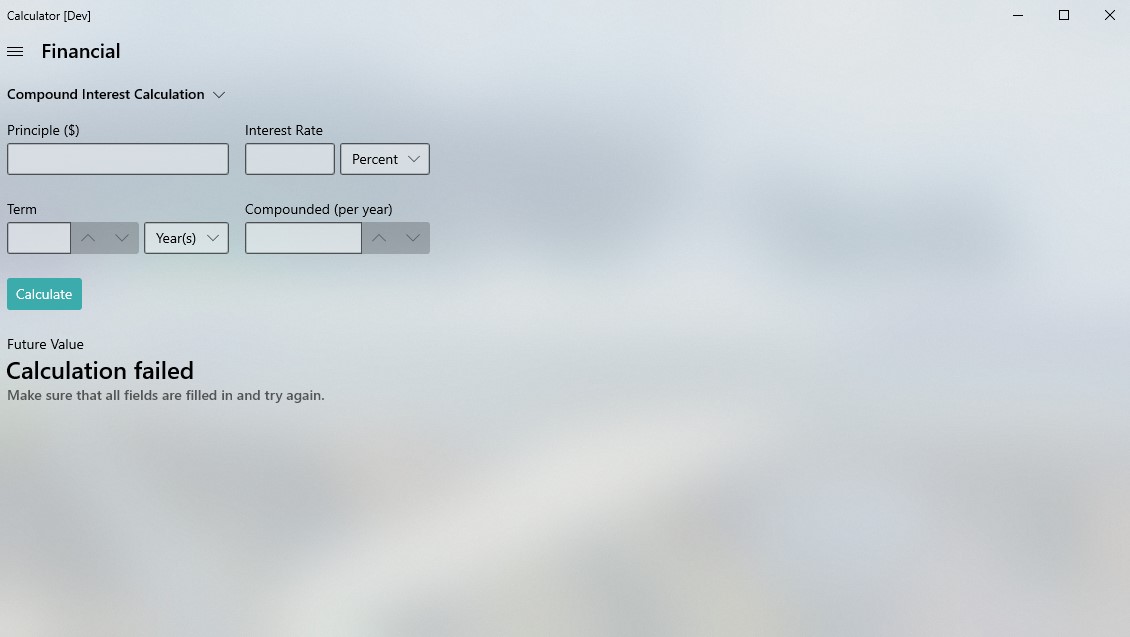 Calculator [Dev]
Financial
Compound Interest Calculation
Principle ($)
Interest Rate
Percent
Term
Compounded (per year)
Year(s)
Calculate
Future Value
Calculation failed
Make sure that all fields are filled in and try again.